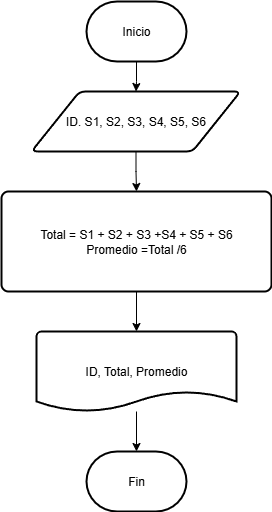 Inicio
ID. S1, S2, S3, S4, S5, S6
Total = S1 + S2 + S3 +S4 + S5 + S6
Promedio =Total /6
ID, Total, Promedio
Fin